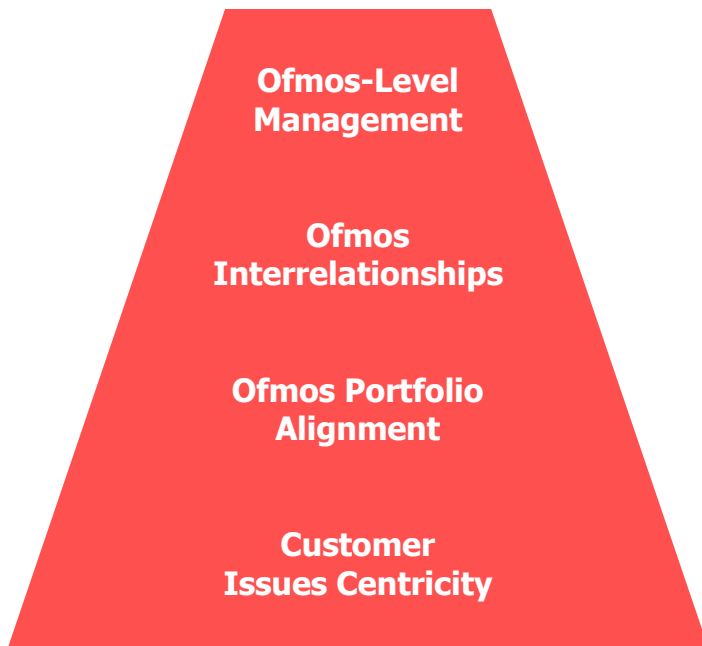 Ofmos-Level
Management
Ofmos
Interrelationships
Ofmos Portfolio
Alignment
Customer
Issues Centricity